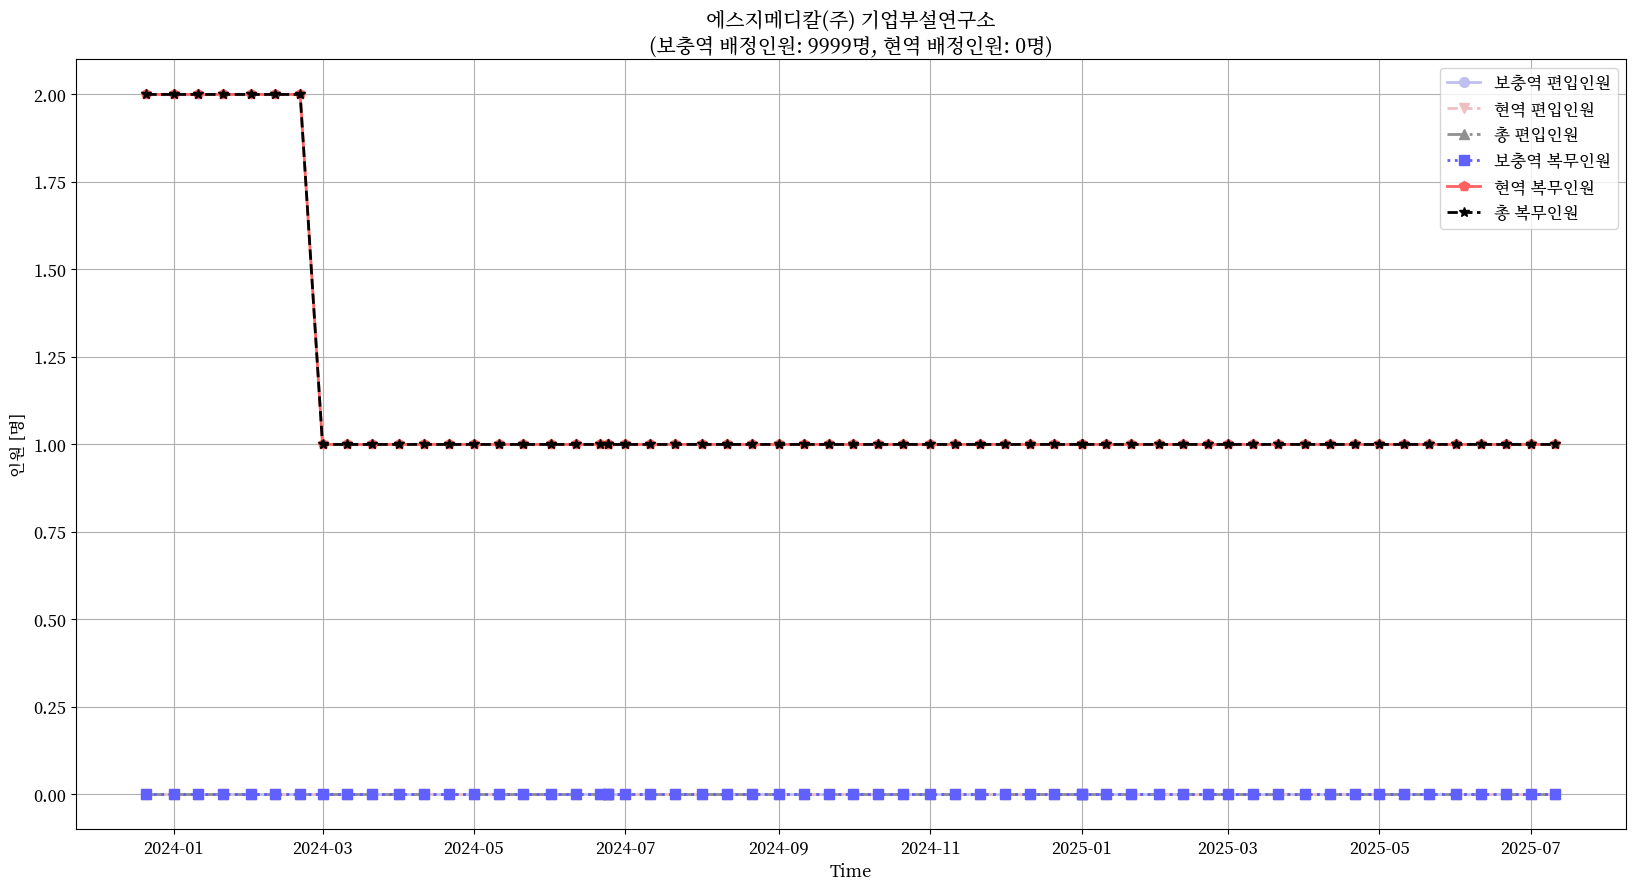 에스지메디칼(주) 기업부설연구소
(보충역 배정인원: 9999명, 현역 배정인원: 0명)
보충역 편입인원
현역 편입인원
총 편입인원
보충역 복무인원
현역 복무인원
총 복무인원
인원 [명]
2.00
1.75
1.50
1.25
1.00
0.75
0.50
0.25
0.00
2024-01
2024-03
2024-05
2024-07
2024-09
2024-11
2025-01
2025-03
2025-05
2025-07
Time